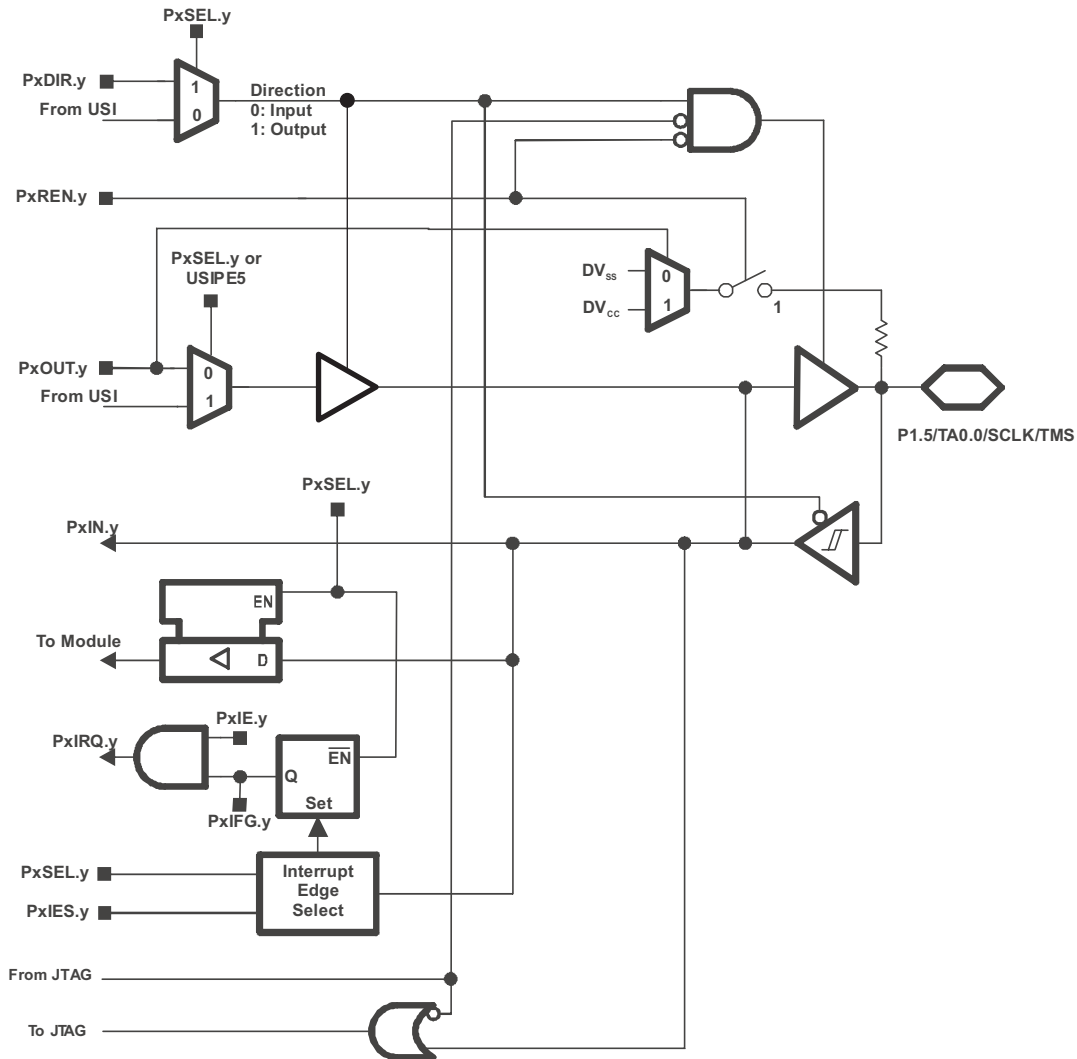 PxSEL.y
PxDIR.y
1
From USI
0
Direction
0: Input
1: Output
PxREN.y
PxSEL.y or
USIPE5
DVSS
0
DVCC
1
1
PxOUT.y
0
From USI
1
P1.5/TA0.0/SCLK/TMS
PxSEL.y
PxIN.y
EN
To Module
D
PxIE.y
PxIRQ.y
EN
Q
Set
PxIFG.y
PxSEL.y
Interrupt
Edge
Select
PxIES.y
From JTAG
To JTAG